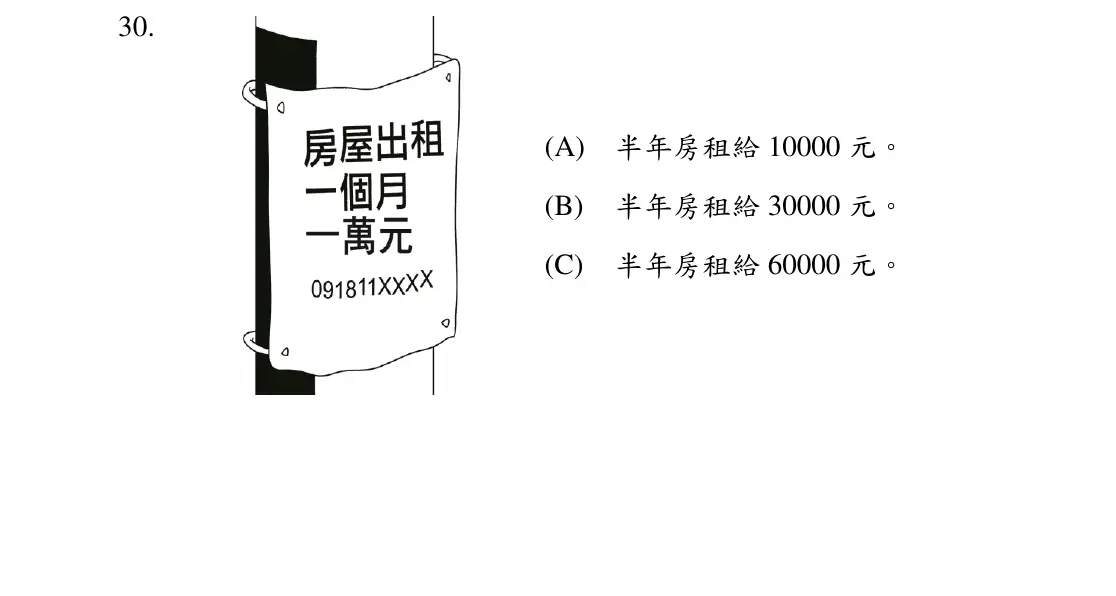 30.
房屋出租
一個月
一萬元
091811XXXX
(A) 半年房租給 10000 元。
(B) 半年房租給 30000 元。
(C) 半年房租給 60000 元。